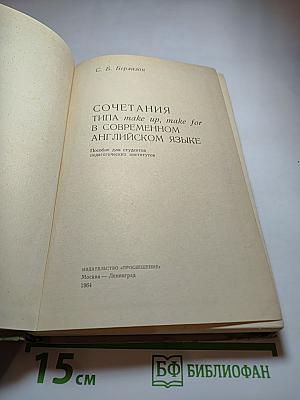 С. Б. Берлизон
СОЧЕТАНИЯ
ТИПА make up, make for
В СОВРЕМЕННОМ
АНГЛИЙСКОМ ЯЗЫКЕ
Пособие для студентов
педагогических институтов
ИЗДАТЕЛЬСТВО «ПРОСВЕЩЕНИЕ»
Москва — Ленинград
1964
15 СМ
БФ БИБЛИОФАН